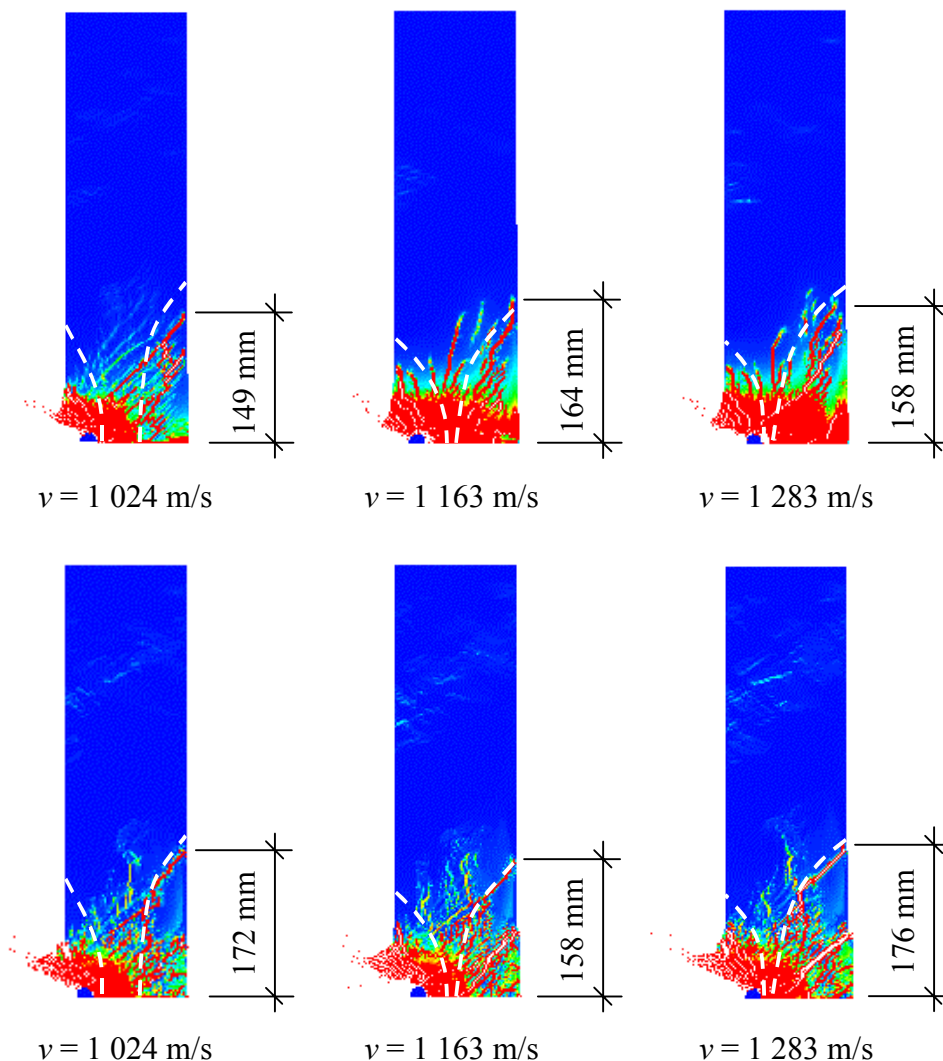 149 mm
164 mm
158 mm
v = 1 024 m/s
v = 1 163 m/s
v = 1 283 m/s
172 mm
158 mm
176 mm
v = 1 024 m/s
v = 1 163 m/s
v = 1 283 m/s